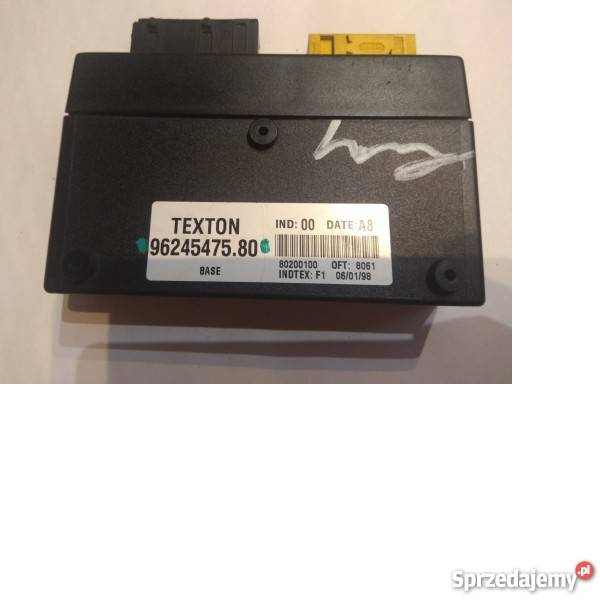 TEXTON
96245475.80
BASE
IND: 00 DATE: A8
80200100 OFT: 8061
INDTEX: F1 06/01/98
Sprzedajemy.pl